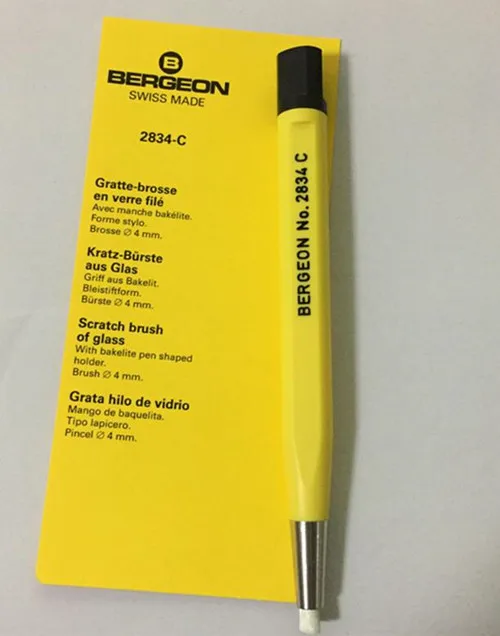 B
BERGEON
SWISS MADE
2834-C
Gratte-brosse
en verre filé
Avec manche bakélite.
Forme stylo.
Brosse ∅ 4 mm.
Kratz-Bürste
aus Glas
Griff aus Bakelit.
Bleistiftform.
Bürste ∅ 4 mm.
Scratch brush
of glass
With bakelite pen shaped
holder.
Brush ∅ 4 mm.
Grata hilo de vidrio
Mango de baquelita.
Tipo lapicero.
Pincel ∅ 4 mm.
BERGEON No. 2834 C